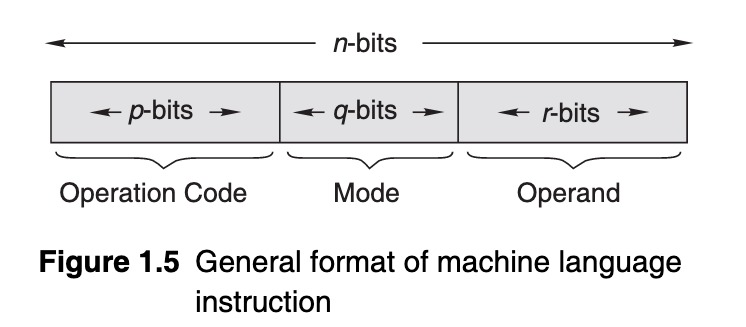 n-bits
p-bits q-bits r-bits
Operation Code Mode Operand
Figure 1.5 General format of machine language
instruction